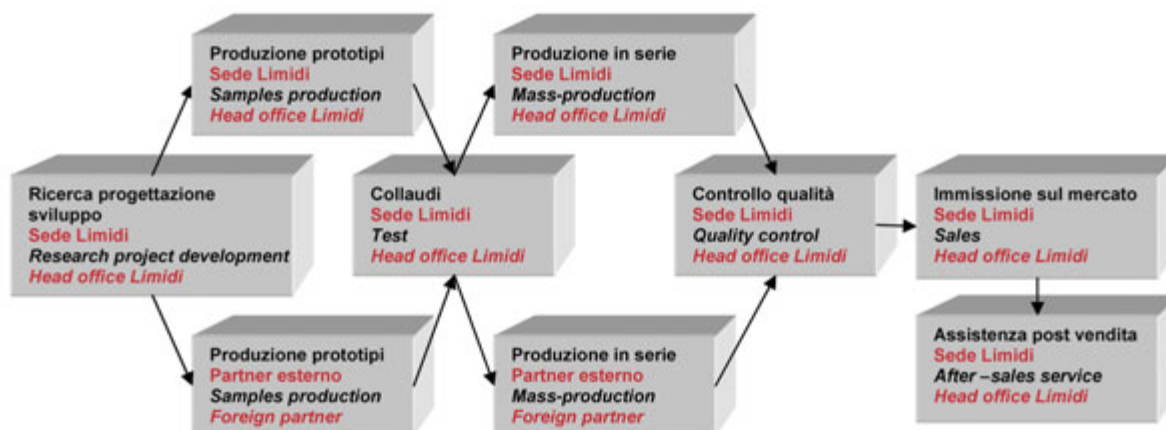 Produzione prototipi
Sede Limidi
Samples production
Head office Limidi
Produzione in serie
Sede Limidi
Mass-production
Head office Limidi
Ricerca progettazione
sviluppo
Sede Limidi
Research project development
Head office Limidi
Collaudi
Sede Limidi
Test
Head office Limidi
Controllo qualità
Sede Limidi
Quality control
Head office Limidi
Immissione sul mercato
Sede Limidi
Sales
Head office Limidi
Produzione prototipi
Partner esterno
Samples production
Foreign partner
Produzione in serie
Partner esterno
Mass-production
Foreign partner
Assistenza post vendita
Sede Limidi
After –sales service
Head office Limidi